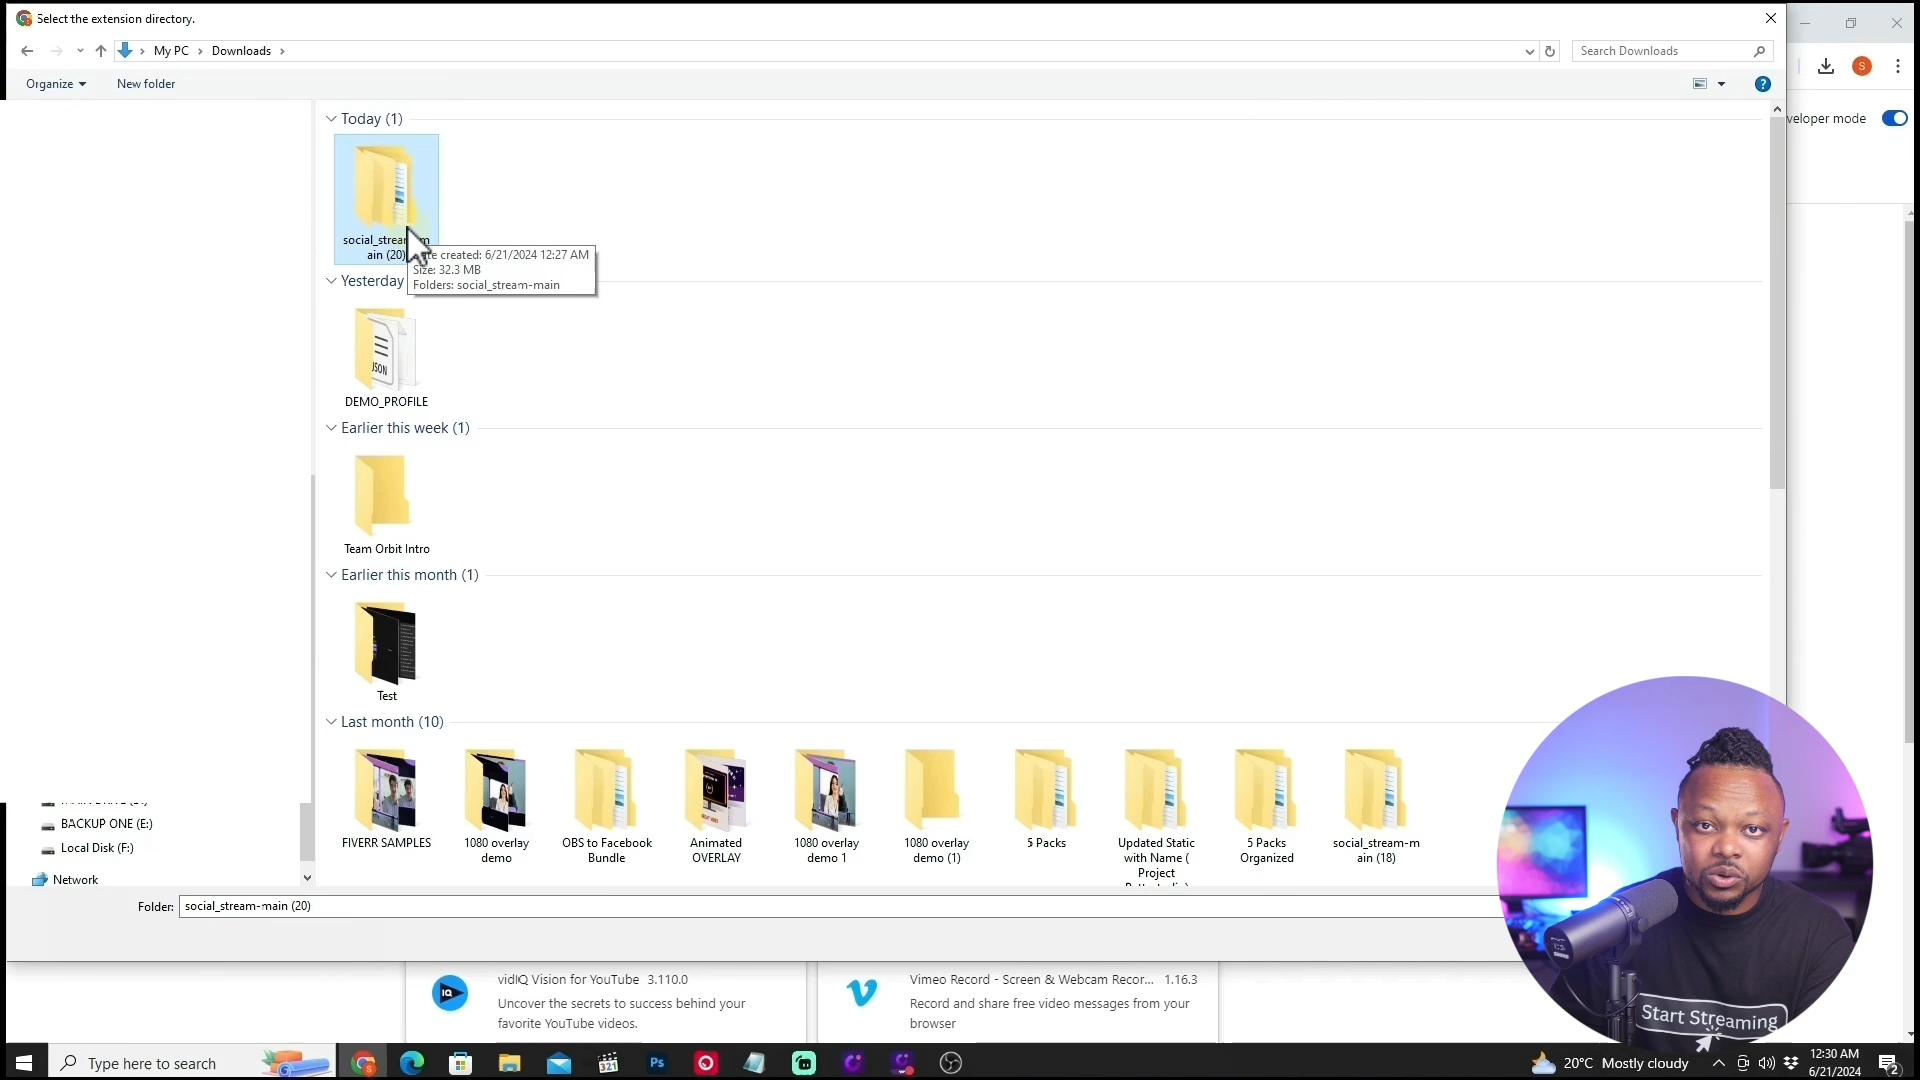 Select the extension directory.
My PC > Downloads >
Search Downloads
Organize
New folder
Today (1)
veloper mode
social_stream-m
ain (20)
created: 6/21/2024 12:27 AM
Size: 32.3 MB
Folders: social_stream-main
Yesterday
JSON
DEMO_PROFILE
Earlier this week (1)
Team Orbit Intro
Earlier this month (1)
Test
Last month (10)
FIVERR SAMPLES
1080 overlay
demo
OBS to Facebook
Bundle
Animated
OVERLAY
1080 overlay
demo 1
1080 overlay
demo (1)
5 Packs
Updated Static
with Name (
Project
5 Packs
Organized
social_stream-m
ain (18)
BACKUP ONE (E:)
Local Disk (F:)
Network
Folder: social_stream-main (20)
vidIQ Vision for YouTube 3.110.0
Uncover the secrets to success behind your
favorite YouTube videos.
Vimeo Record - Screen & Webcam Recor... 1.16.3
Record and share free video messages from your
browser
Start Streaming
Type here to search
321
Ps
20°C Mostly cloudy
12:30 AM
6/21/2024
2
S
IQ